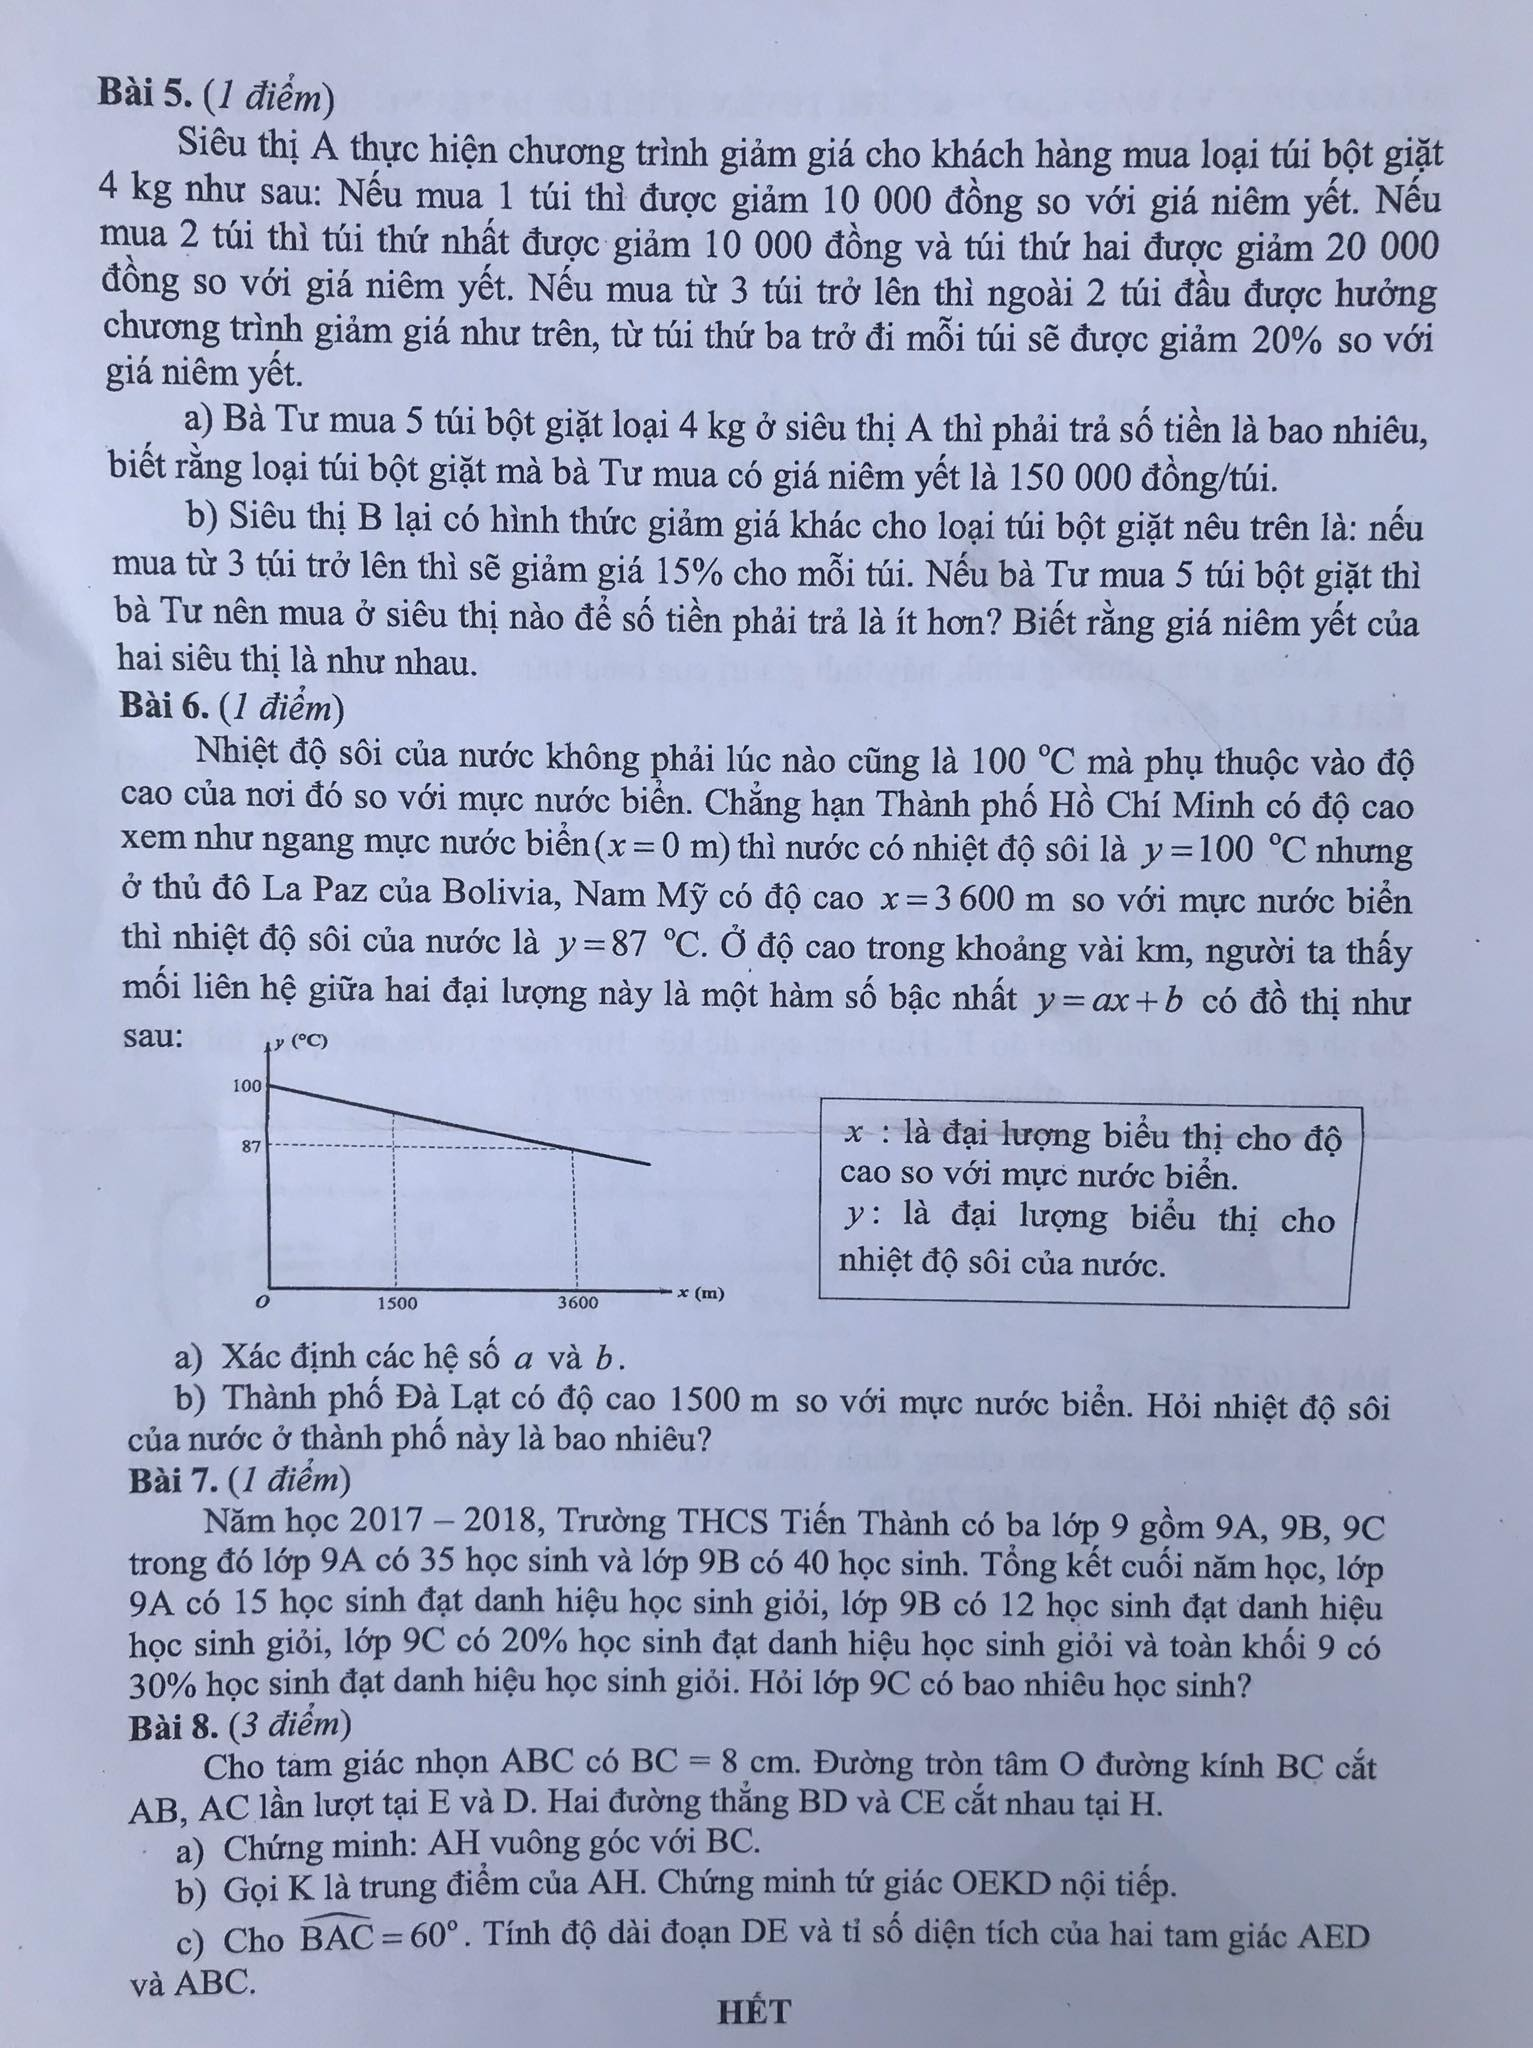 Bài 5. (1 điểm)
Siêu thị A thực hiện chương trình giảm giá cho khách hàng mua loại túi bột giặt
4 kg như sau: Nếu mua 1 túi thì được giảm 10 000 đồng so với giá niêm yết. Nếu
mua 2 túi thì túi thứ nhất được giảm 10 000 đồng và túi thứ hai được giảm 20 000
đồng so với giá niêm yết. Nếu mua từ 3 túi trở lên thì ngoài 2 túi đầu được hưởng
chương trình giảm giá như trên, từ túi thứ ba trở đi mỗi túi sẽ được giảm 20% so với
giá niêm yết.
a) Bà Tư mua 5 túi bột giặt loại 4 kg ở siêu thị A thì phải trả số tiền là bao nhiêu,
biết rằng loại túi bột giặt mà bà Tư mua có giá niêm yết là 150 000 đồng/túi.
b) Siêu thị B lại có hình thức giảm giá khác cho loại túi bột giặt nêu trên là: nếu
mua từ 3 túi trở lên thì sẽ giảm giá 15% cho mỗi túi. Nếu bà Tư mua 5 túi bột giặt thì
bà Tư nên mua ở siêu thị nào để số tiền phải trả là ít hơn? Biết rằng giá niêm yết của
hai siêu thị là như nhau.
Bài 6. (1 điểm)
Nhiệt độ sôi của nước không phải lúc nào cũng là 100 °C mà phụ thuộc vào độ
cao của nơi đó so với mực nước biển. Chẳng hạn Thành phố Hồ Chí Minh có độ cao
xem như ngang mực nước biển (x = 0 m) thì nước có nhiệt độ sôi là y = 100 °C nhưng
ở thủ đô La Paz của Bolivia, Nam Mỹ có độ cao x = 3 600 m so với mực nước biển
thì nhiệt độ sôi của nước là y = 87 °C. Ở độ cao trong khoảng vài km, người ta thấy
mối liên hệ giữa hai đại lượng này là một hàm số bậc nhất y = ax + b có đồ thị như
sau:
y (°C)
100
87
O
1500
3600
x (m)
x : là đại lượng biểu thị cho độ
cao so với mực nước biển.
y: là đại lượng biểu thị cho
nhiệt độ sôi của nước.
a) Xác định các hệ số a và b.
b) Thành phố Đà Lạt có độ cao 1500 m so với mực nước biển. Hỏi nhiệt độ sôi
của nước ở thành phố này là bao nhiêu?
Bài 7. (1 điểm)
Năm học 2017 – 2018, Trường THCS Tiến Thành có ba lớp 9 gồm 9A, 9B, 9C
trong đó lớp 9A có 35 học sinh và lớp 9B có 40 học sinh. Tổng kết cuối năm học, lớp
9A có 15 học sinh đạt danh hiệu học sinh giỏi, lớp 9B có 12 học sinh đạt danh hiệu
học sinh giỏi, lớp 9C có 20% học sinh đạt danh hiệu học sinh giỏi và toàn khối 9 có
30% học sinh đạt danh hiệu học sinh giỏi. Hỏi lớp 9C có bao nhiêu học sinh?
Bài 8. (3 điểm)
Cho tam giác nhọn ABC có BC = 8 cm. Đường tròn tâm O đường kính BC cắt
AB, AC lần lượt tại E và D. Hai đường thẳng BD và CE cắt nhau tại H.
a) Chứng minh: AH vuông góc với BC.
b) Gọi K là trung điểm của AH. Chứng minh tứ giác OEKD nội tiếp.
c) Cho BAC = 60°. Tính độ dài đoạn DE và tỉ số diện tích của hai tam giác AED
và ABC.
HẾT